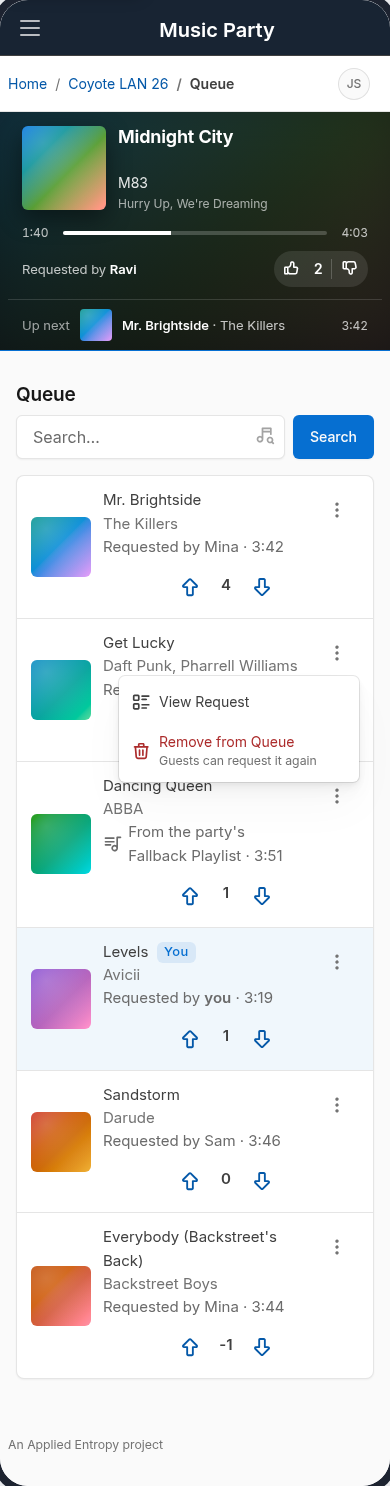 Music Party
Home / Coyote LAN 26 / Queue
JS
Midnight City
M83
Hurry Up, We're Dreaming
1:40 4:03
Requested by Ravi 2
Up next Mr. Brightside · The Killers 3:42
Queue
Search... Search
Mr. Brightside
The Killers
Requested by Mina · 3:42
4
Get Lucky
Daft Punk, Pharrell Williams
Re
View Request
Remove from Queue
Guests can request it again
Dancing Queen
ABBA
From the party's
Fallback Playlist · 3:51
1
Levels You
Avicii
Requested by you · 3:19
1
Sandstorm
Darude
Requested by Sam · 3:46
0
Everybody (Backstreet's
Back)
Backstreet Boys
Requested by Mina · 3:44
-1
An Applied Entropy project